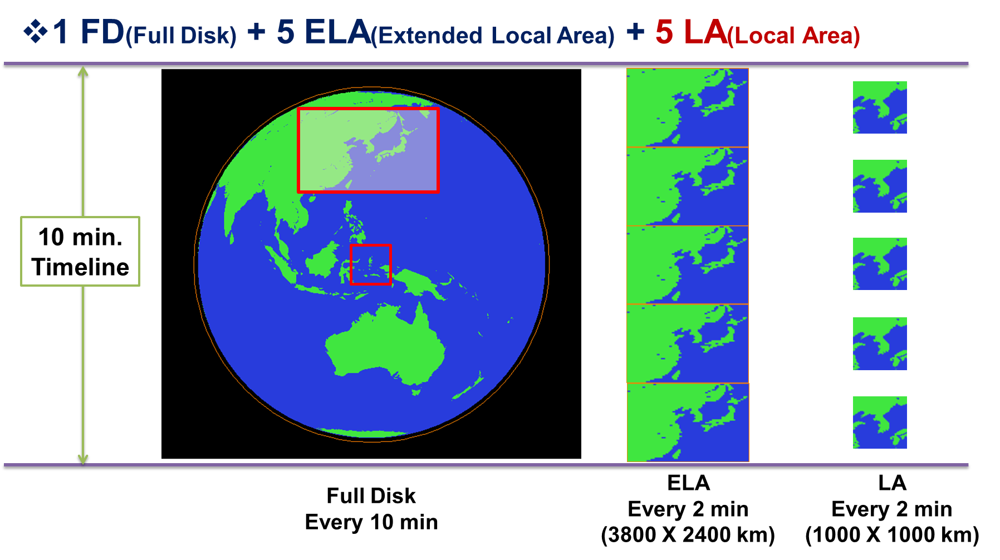 ❖1 FD(Full Disk) + 5 ELA(Extended Local Area) + 5 LA(Local Area)
10 min.
Timeline
Full Disk
Every 10 min
ELA
Every 2 min
(3800 X 2400 km)
LA
Every 2 min
(1000 X 1000 km)